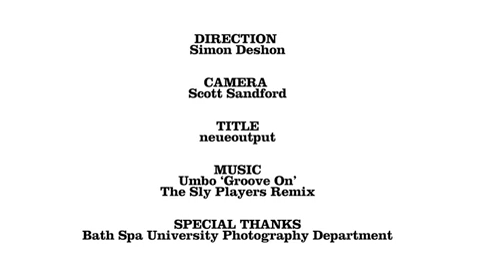 DIRECTION
Simon Deshon
CAMERA
Scott Sandford
TITLE
neueoutput
MUSIC
Umbo ‘Groove On’
The Sly Players Remix
SPECIAL THANKS
Bath Spa University Photography Department